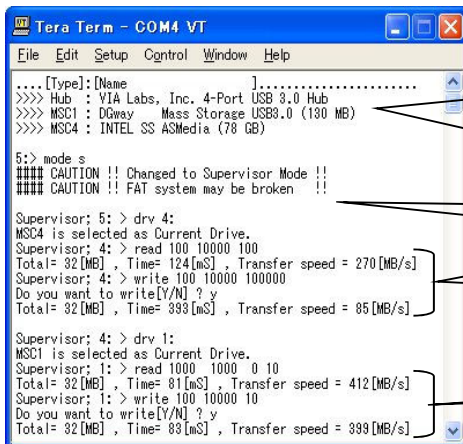 Tera Term - COM4 VT
File Edit Setup Control Window Help
....[Type]:[Name ].......................
>>>> Hub : VIA Labs, Inc. 4-Port USB 3.0 Hub
>>>> MSC1 : DGway Mass Storage USB3.0 (130 MB)
>>>> MSC4 : INTEL SS ASMedia (78 GB)
5:> mode s
#### CAUTION !! Changed to Supervisor Mode !!
#### CAUTION !! FAT system may be broken !!
Supervisor; 5: > drv 4:
MSC4 is selected as Current Drive.
Supervisor; 4: > read 100 10000 100
Total= 32[MB] , Time= 124[mS] , Transfer speed = 270[MB/s]
Supervisor; 4: > write 100 10000 100000
Do you want to write[Y/N] ? y
Total= 32[MB] , Time= 393[mS] , Transfer speed = 85[MB/s]
Supervisor; 4: > drv 1:
MSC1 is selected as Current Drive.
Supervisor; 1: > read 1000 1000 0 10
Total= 32[MB] , Time= 81[mS] , Transfer speed = 412[MB/s]
Supervisor; 1: > write 100 10000 10
Do you want to write[Y/N] ? y
Total= 32[MB] , Time= 83[mS] , Transfer speed = 399[MB/s]